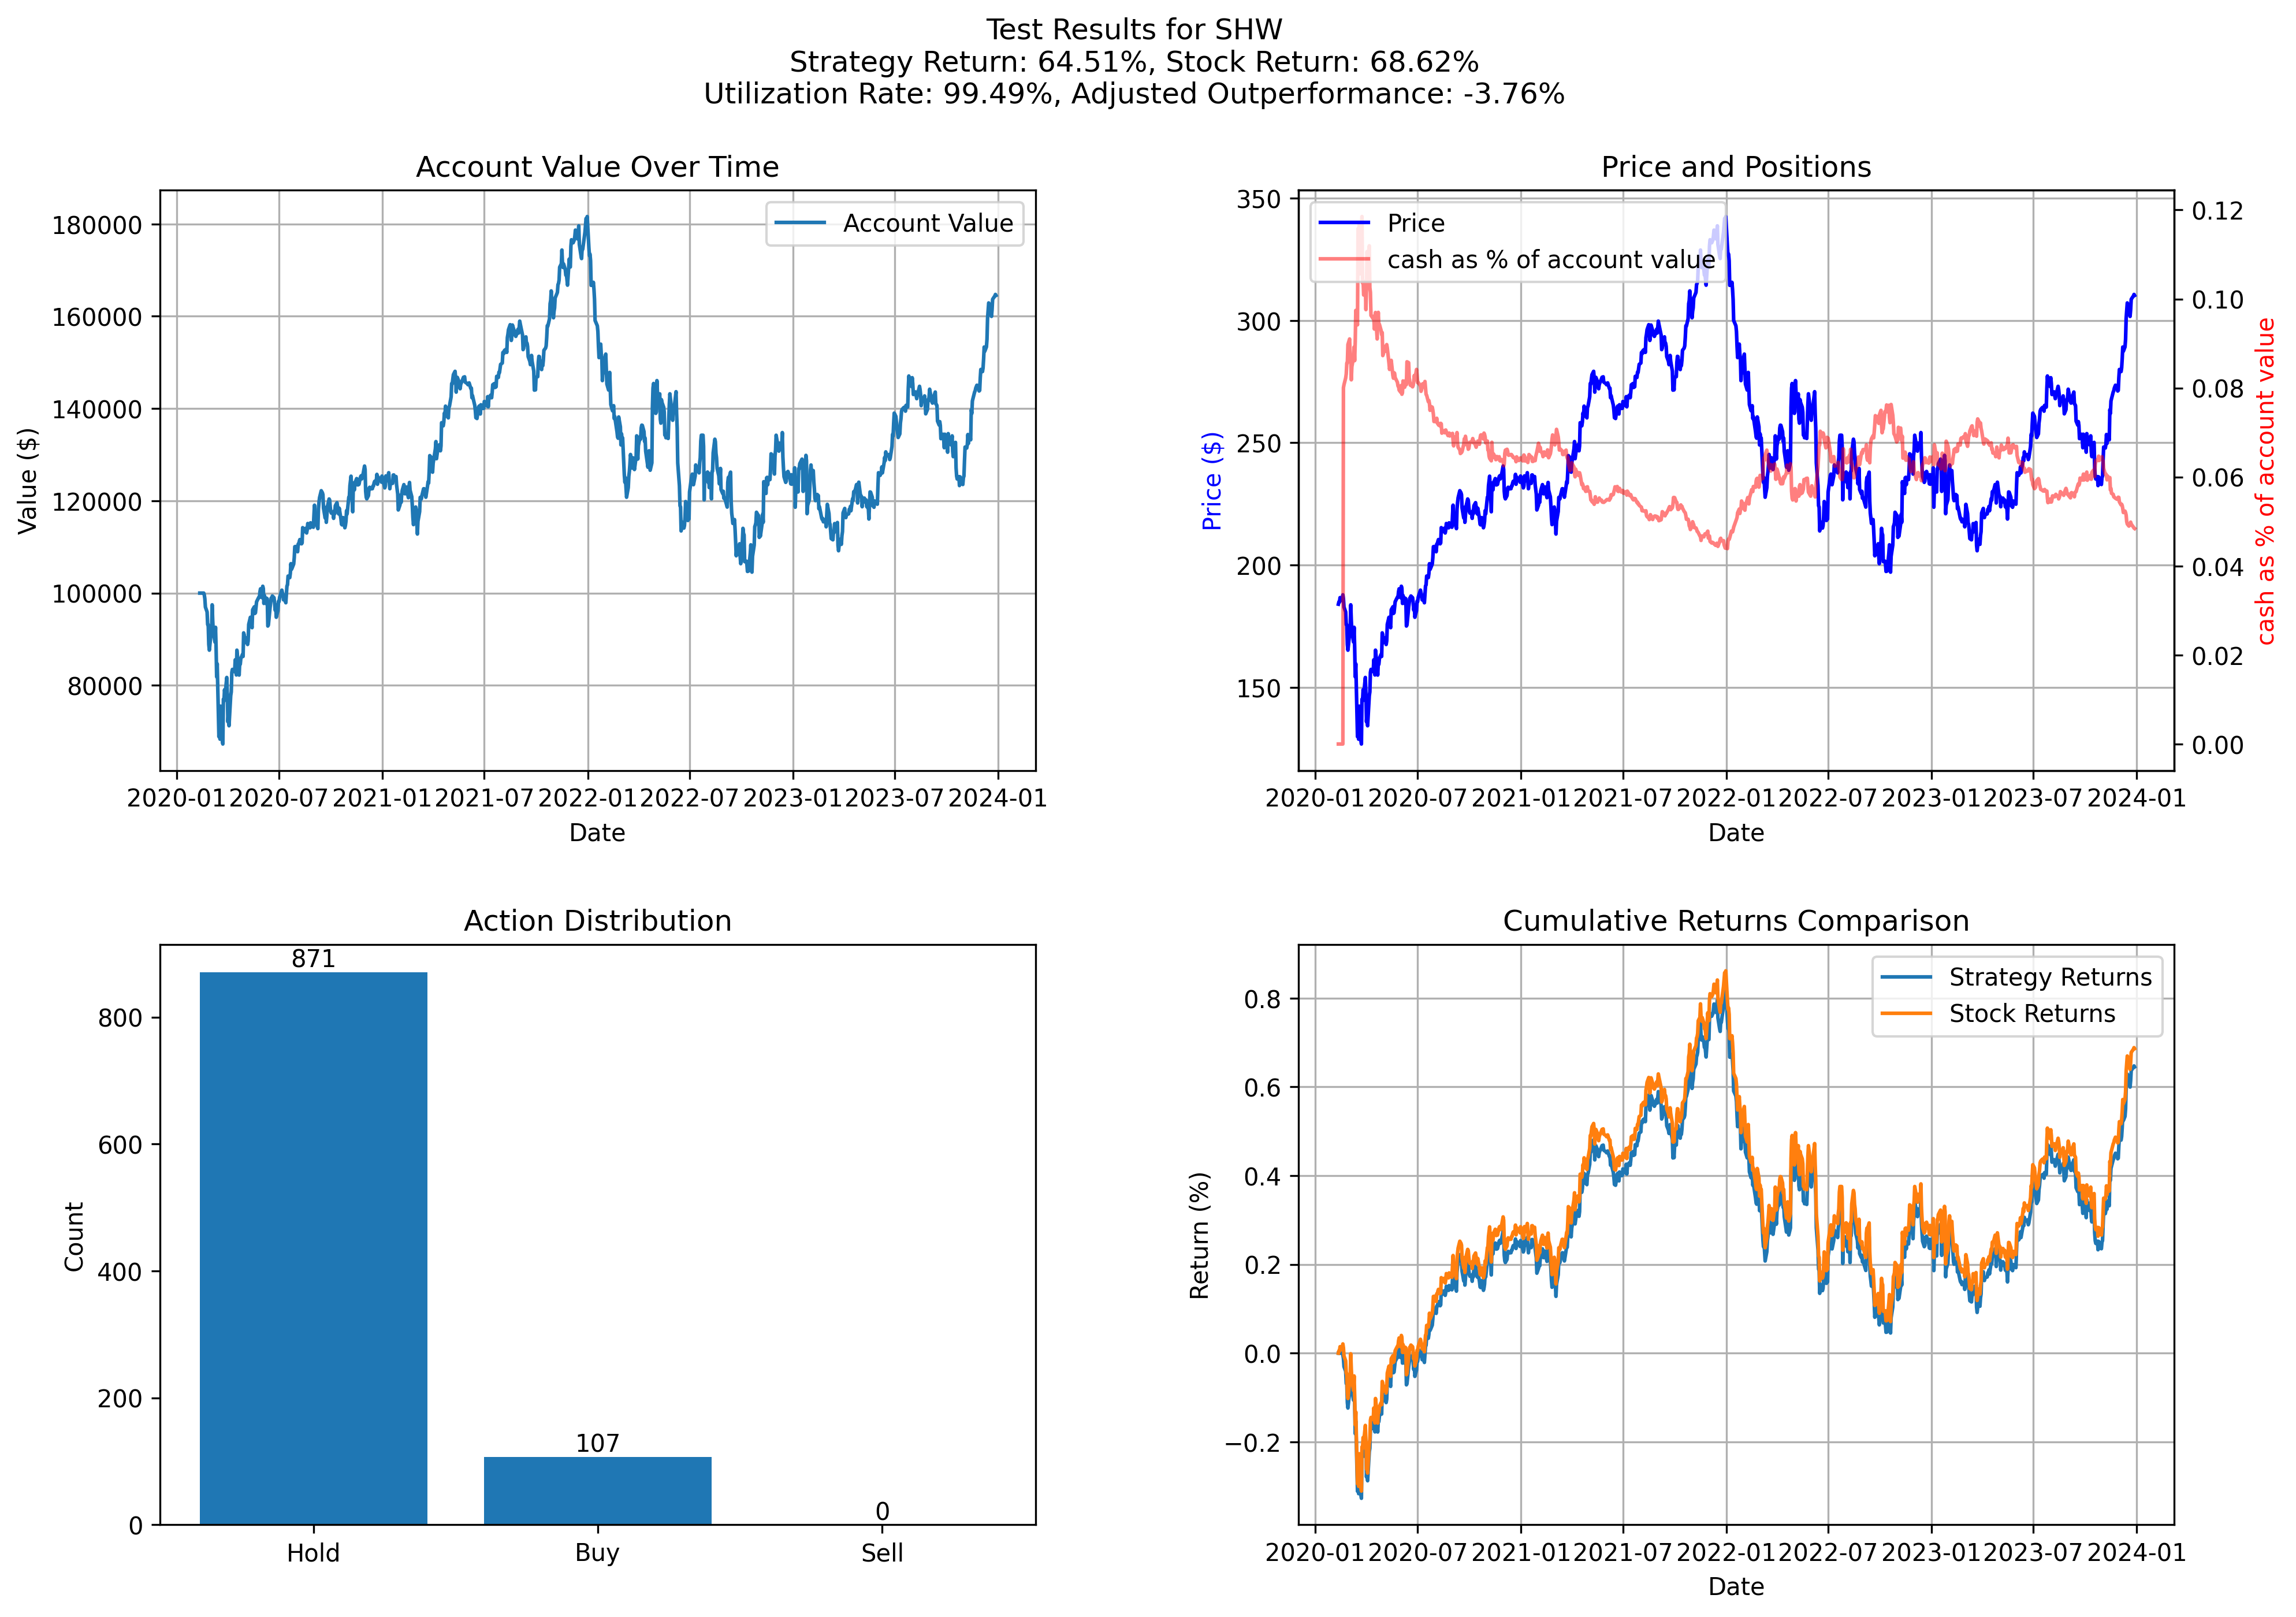 Test Results for SHW
Strategy Return: 64.51%, Stock Return: 68.62%
Utilization Rate: 99.49%, Adjusted Outperformance: -3.76%
Account Value Over Time
Account Value
180000
160000
140000
120000
100000
80000
Value ($)
2020-01 2020-07 2021-01 2021-07 2022-01 2022-07 2023-01 2023-07 2024-01
Date
Price and Positions
Price
cash as % of account value
350
300
250
200
150
Price ($)
0.12
0.10
0.08
0.06
0.04
0.02
0.00
cash as % of account value
2020-01 2020-07 2021-01 2021-07 2022-01 2022-07 2023-01 2023-07 2024-01
Date
Action Distribution
871
107
0
800
600
400
200
0
Count
Hold Buy Sell
Cumulative Returns Comparison
Strategy Returns
Stock Returns
0.8
0.6
0.4
0.2
0.0
−0.2
Return (%)
2020-01 2020-07 2021-01 2021-07 2022-01 2022-07 2023-01 2023-07 2024-01
Date